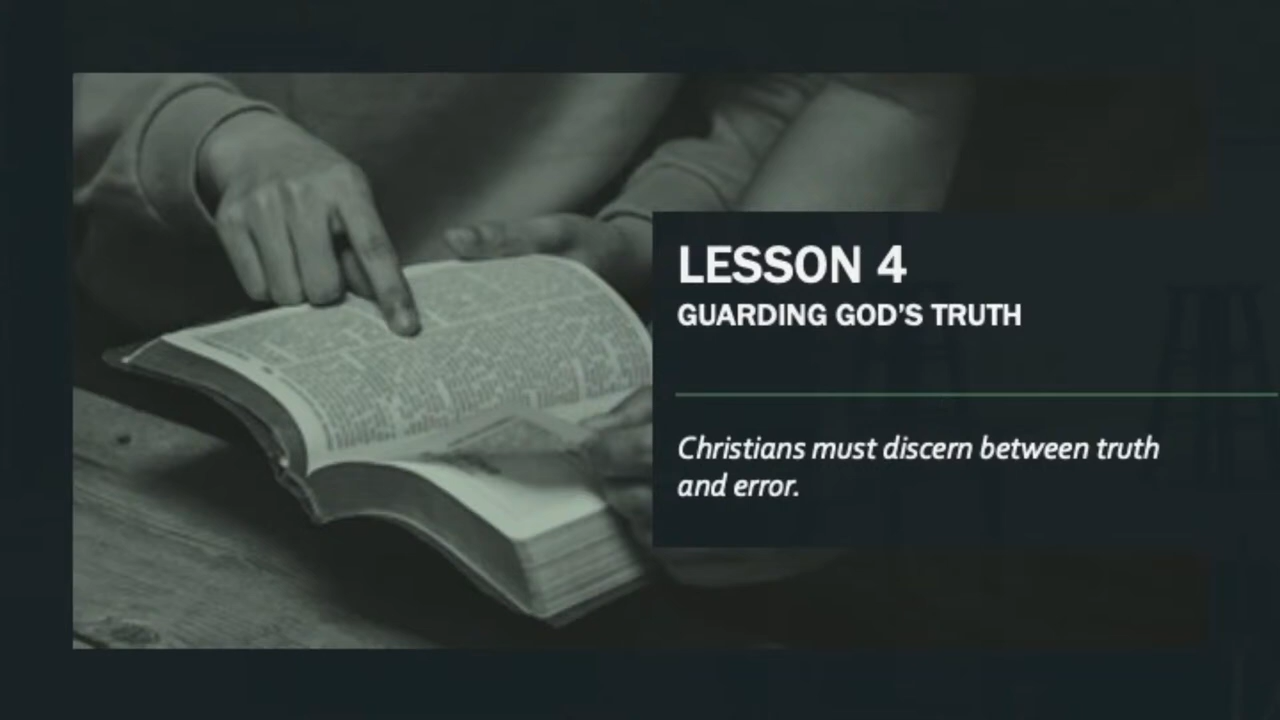 LESSON 4
GUARDING GOD'S TRUTH
Christians must discern between truth
and error.